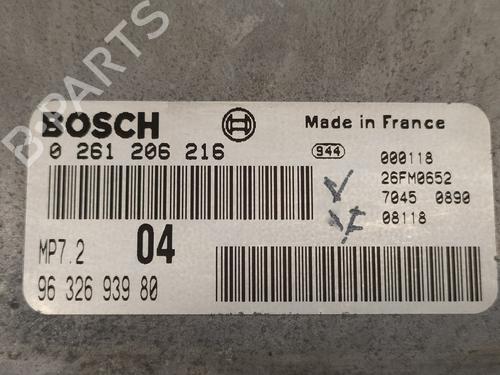 B-PARTS
BOSCH
Made in France
0 261 206 216
944
000118
26FM0652
7045 0890
08118
MP7.2
04
96 326 939 80